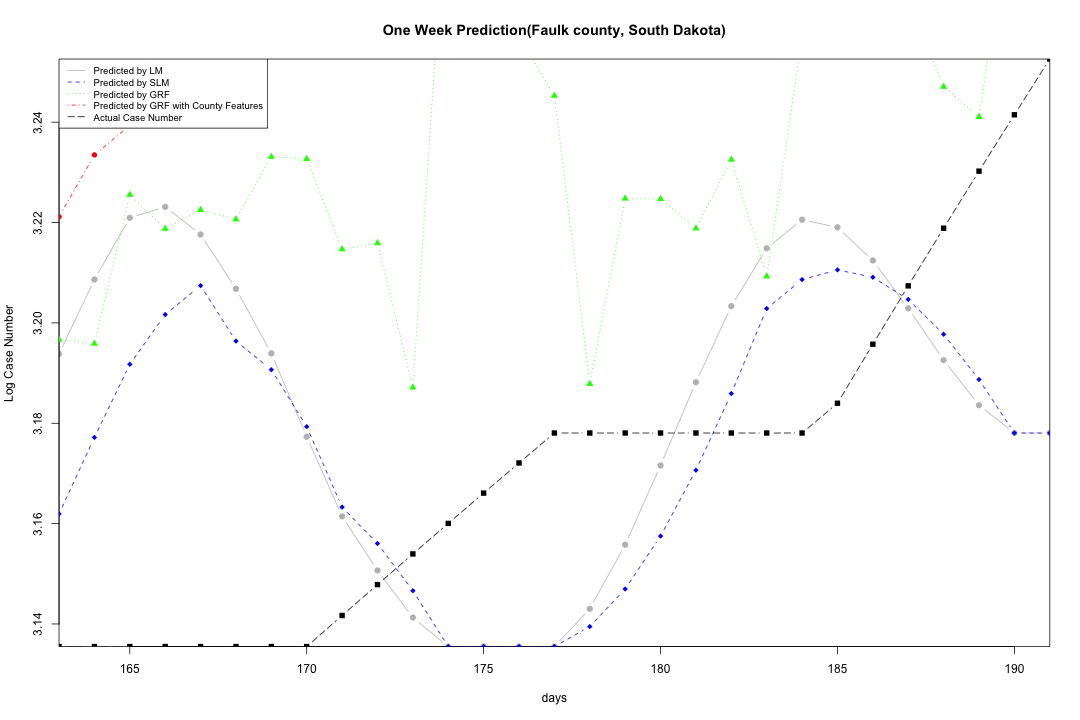 One Week Prediction(Faulk county, South Dakota)
Predicted by LM
Predicted by SLM
Predicted by GRF
Predicted by GRF with County Features
Actual Case Number
Log Case Number
3.24
3.22
3.20
3.18
3.16
3.14
165 170 175 180 185 190
days